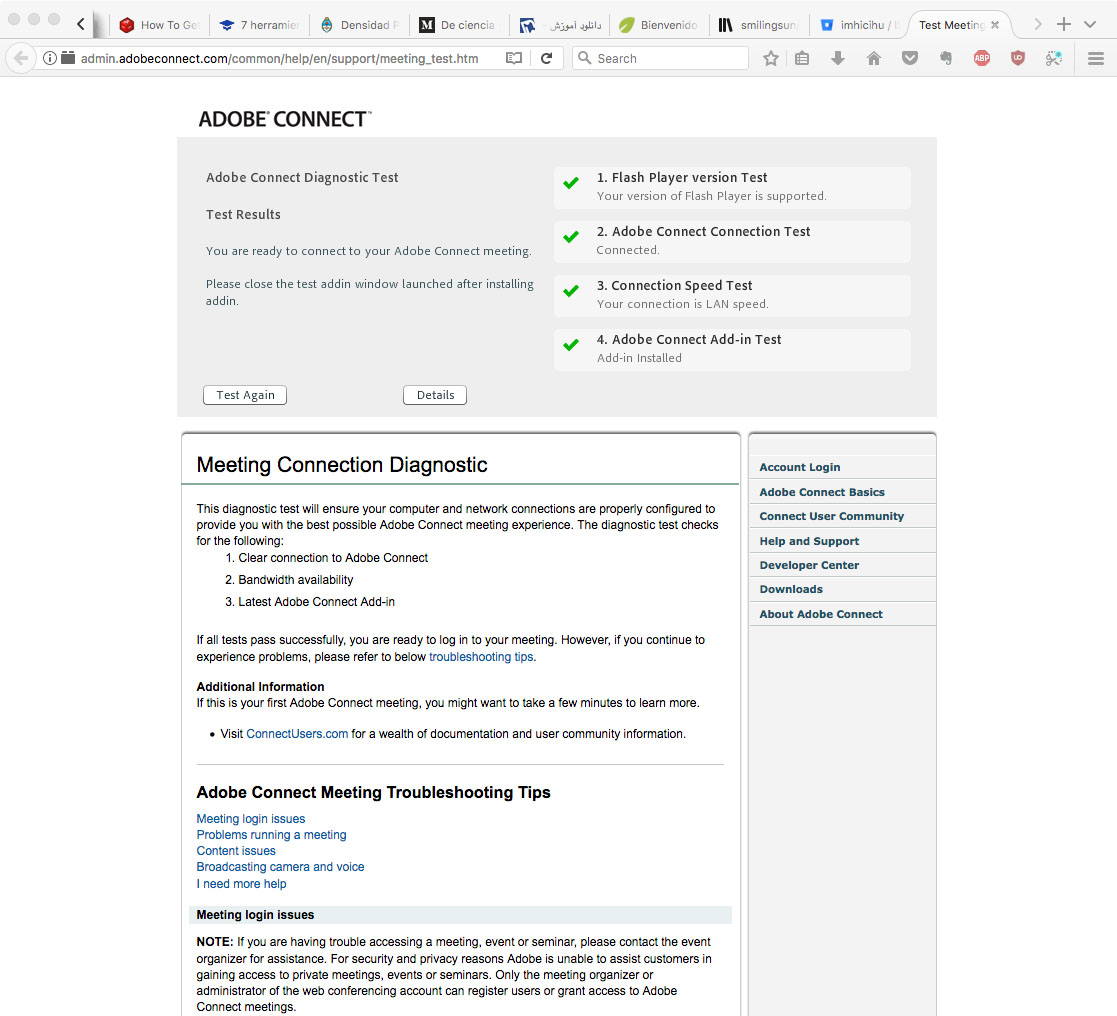 How To Ge
7 herramier
Densidad P
De ciencia
دانلود آموزش
Bienvenido
smilingsun
imhicihu / 
Test Meeting
admin.adobeconnect.com/common/help/en/support/meeting_test.htm
Search
ABP
ADOBE® CONNECT™
Adobe Connect Diagnostic Test
Test Results
You are ready to connect to your Adobe Connect meeting.
Please close the test addin window launched after installing
addin.
1. Flash Player version Test
Your version of Flash Player is supported.
2. Adobe Connect Connection Test
Connected.
3. Connection Speed Test
Your connection is LAN speed.
4. Adobe Connect Add-in Test
Add-in Installed
Test Again
Details
Meeting Connection Diagnostic
This diagnostic test will ensure your computer and network connections are properly configured to
provide you with the best possible Adobe Connect meeting experience. The diagnostic test checks
for the following:
1. Clear connection to Adobe Connect
2. Bandwidth availability
3. Latest Adobe Connect Add-in
If all tests pass successfully, you are ready to log in to your meeting. However, if you continue to
experience problems, please refer to below troubleshooting tips.
Additional Information
If this is your first Adobe Connect meeting, you might want to take a few minutes to learn more.
• Visit ConnectUsers.com for a wealth of documentation and user community information.
Adobe Connect Meeting Troubleshooting Tips
Meeting login issues
Problems running a meeting
Content issues
Broadcasting camera and voice
I need more help
Meeting login issues
NOTE: If you are having trouble accessing a meeting, event or seminar, please contact the event
organizer for assistance. For security and privacy reasons Adobe is unable to assist customers in
gaining access to private meetings, events or seminars. Only the meeting organizer or
administrator of the web conferencing account can register users or grant access to Adobe
Connect meetings.
Account Login
Adobe Connect Basics
Connect User Community
Help and Support
Developer Center
Downloads
About Adobe Connect